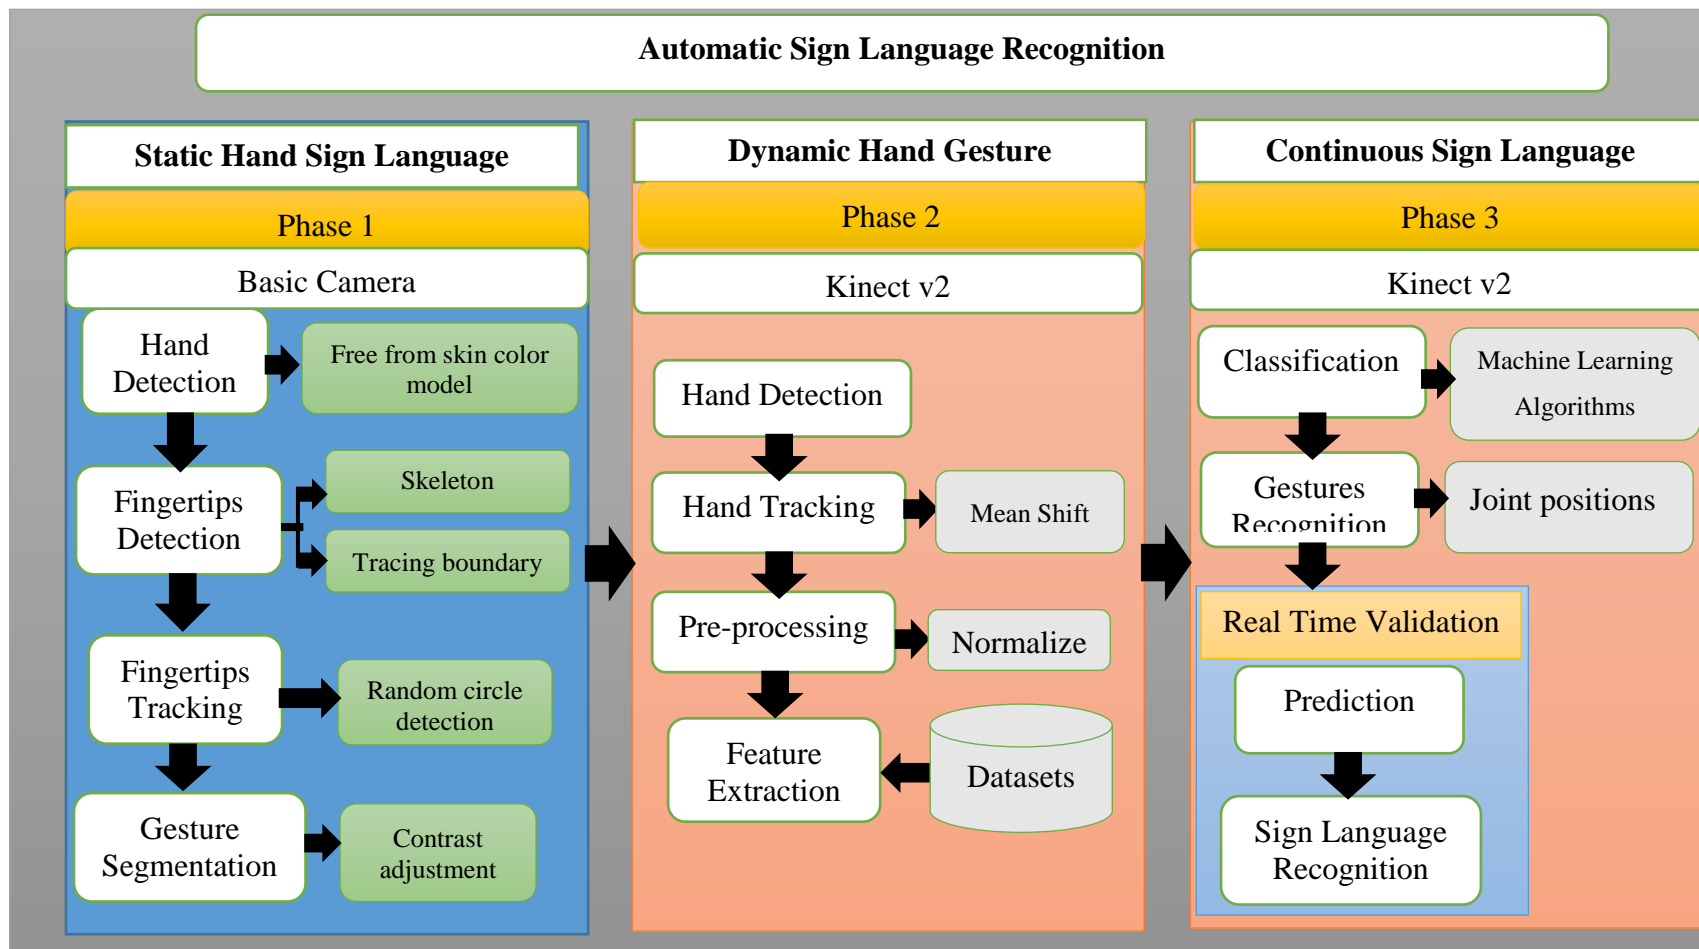 Automatic Sign Language Recognition
Static Hand Sign Language
Phase 1
Basic Camera
Hand
Detection
Free from skin color
model
Fingertips
Detection
Skeleton
Tracing boundary
Fingertips
Tracking
Random circle
detection
Gesture
Segmentation
Contrast
adjustment
Dynamic Hand Gesture
Phase 2
Kinect v2
Hand Detection
Hand Tracking
Mean Shift
Pre-processing
Normalize
Feature
Extraction
Datasets
Continuous Sign Language
Phase 3
Kinect v2
Classification
Machine Learning
Algorithms
Gestures
Recognition
Joint positions
Real Time Validation
Prediction
Sign Language
Recognition